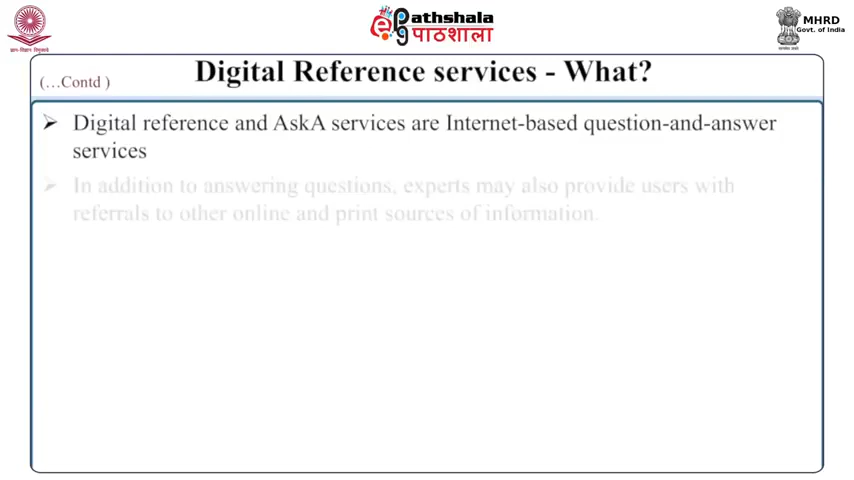 ePathshala
पाठशाला
MHRD
Govt. of India
(...Contd )
Digital Reference services - What?
➤ Digital reference and AskA services are Internet-based question-and-answer
services
➤ In addition to answering questions, experts may also provide users with
referrals to other online and print sources of information.